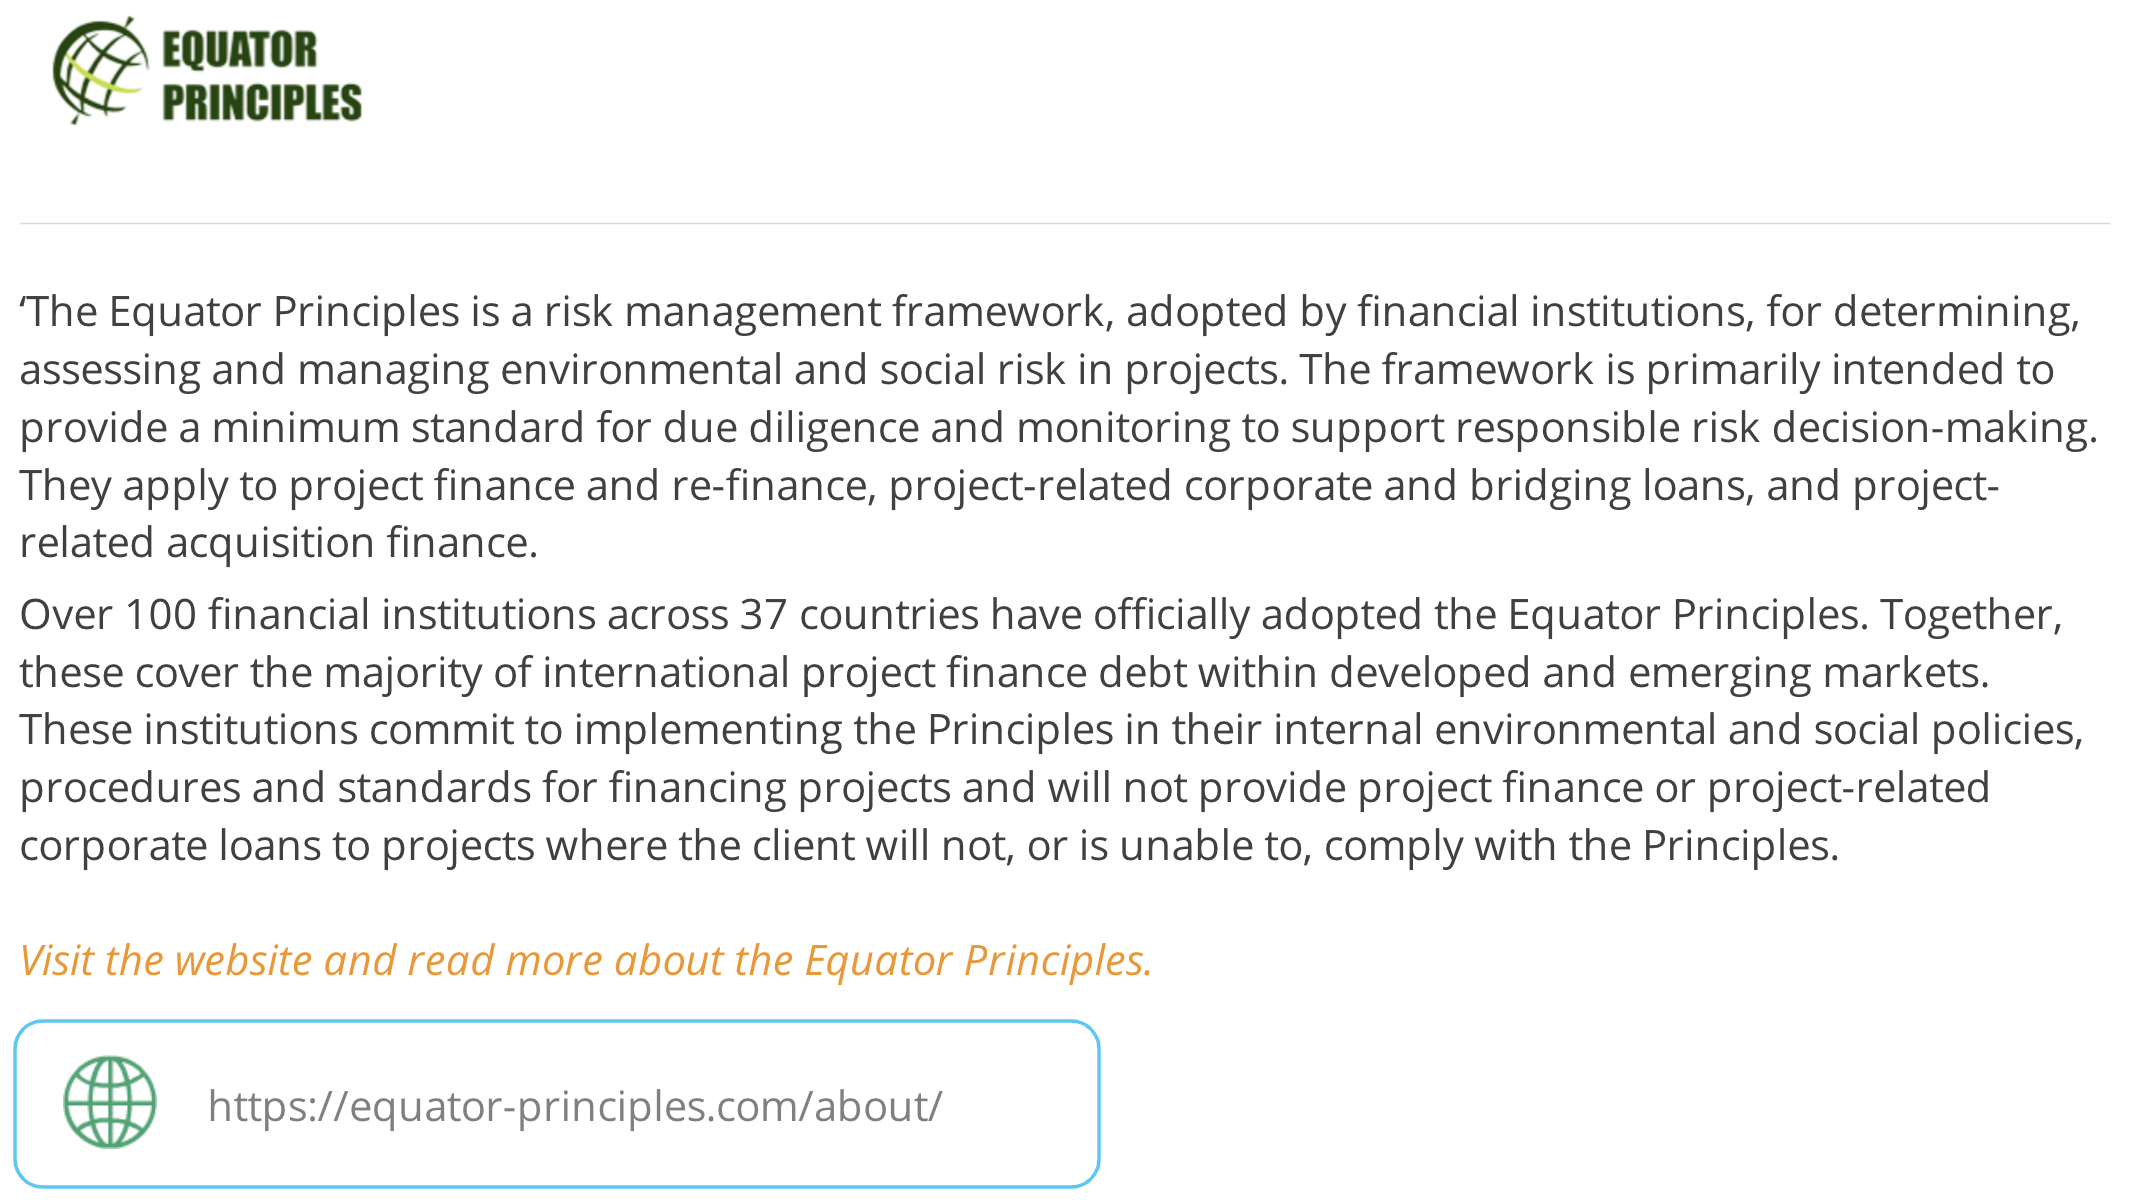 EQUATOR
PRINCIPLES
‘The Equator Principles is a risk management framework, adopted by financial institutions, for determining,
assessing and managing environmental and social risk in projects. The framework is primarily intended to
provide a minimum standard for due diligence and monitoring to support responsible risk decision-making.
They apply to project finance and re-finance, project-related corporate and bridging loans, and project-
related acquisition finance.
Over 100 financial institutions across 37 countries have officially adopted the Equator Principles. Together,
these cover the majority of international project finance debt within developed and emerging markets.
These institutions commit to implementing the Principles in their internal environmental and social policies,
procedures and standards for financing projects and will not provide project finance or project-related
corporate loans to projects where the client will not, or is unable to, comply with the Principles.
Visit the website and read more about the Equator Principles.
https://equator-principles.com/about/